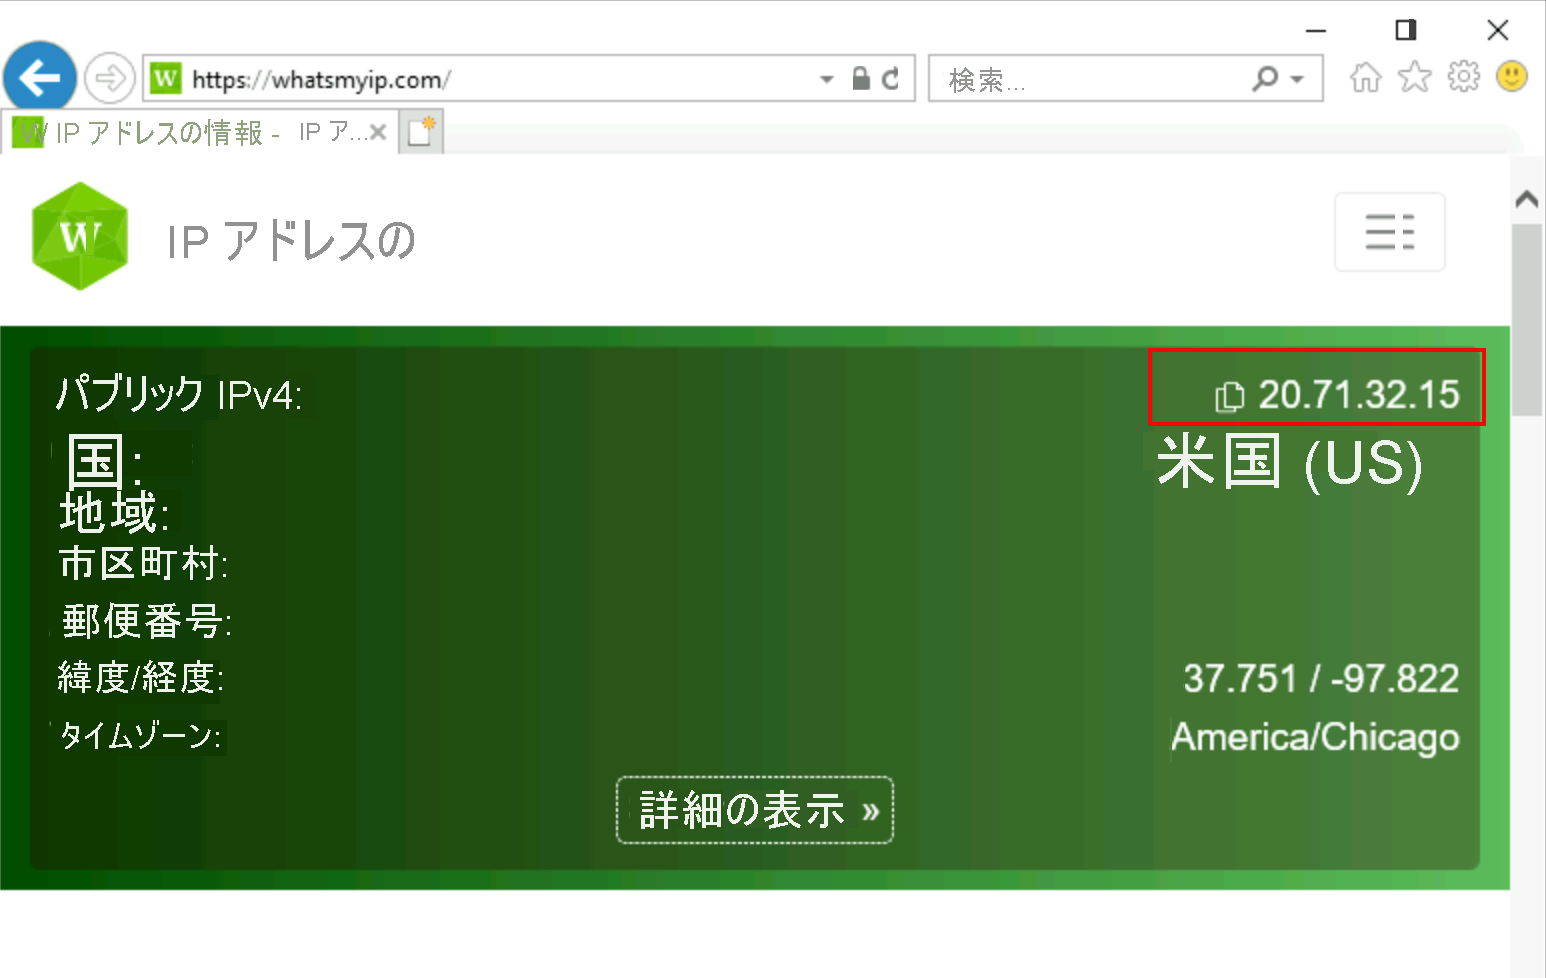 https://whatsmyip.com/
検索...
W IP アドレスの情報 - IP ア...
W IP アドレスの
パブリック IPv4: 20.71.32.15
国: 米国 (US)
地域:
市区町村:
郵便番号:
緯度/経度: 37.751 / -97.822
タイムゾーン: America/Chicago
詳細の表示 »